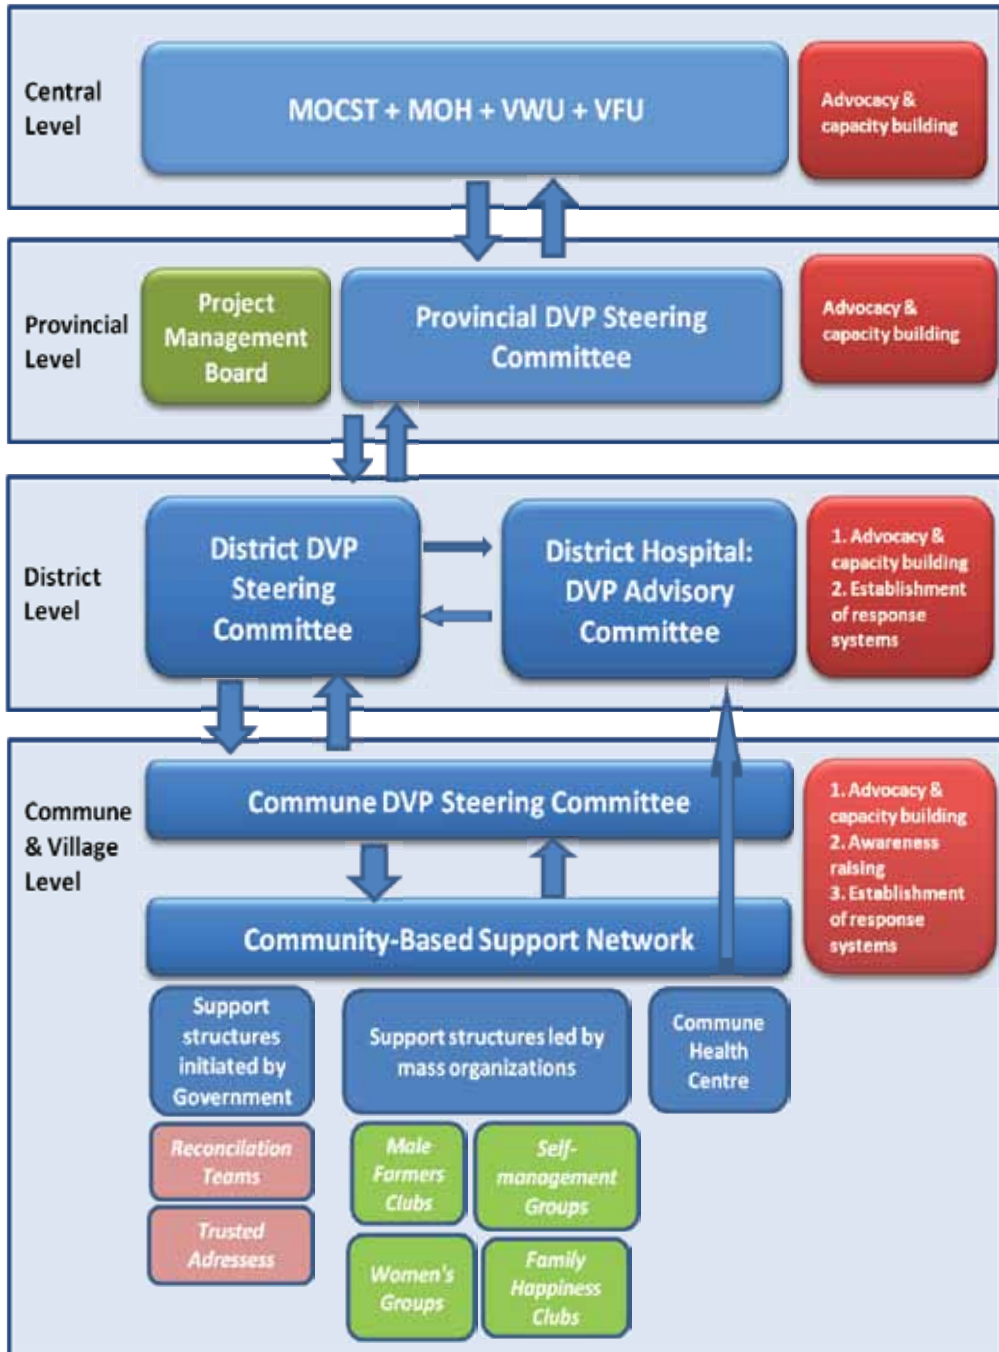 Central
Level
MOCST + MOH + VWU + VFU
Advocacy &
capacity building
Provincial
Level
Project
Management
Board
Provincial DVP Steering
Committee
Advocacy &
capacity building
District
Level
District DVP
Steering
Committee
District Hospital:
DVP Advisory
Committee
1. Advocacy &
capacity building
2. Establishment
of response
systems
Commune
& Village
Level
Commune DVP Steering Committee
Community-Based Support Network
1. Advocacy &
capacity building
2. Awareness
raising
3. Establishment
of response
systems
Support
structures
initiated by
Government
Support structures led by
mass organizations
Commune
Health
Centre
Reconcilation
Teams
Trusted
Adressess
Male
Farmers
Clubs
Self-
management
Groups
Women's
Groups
Family
Happiness
Clubs